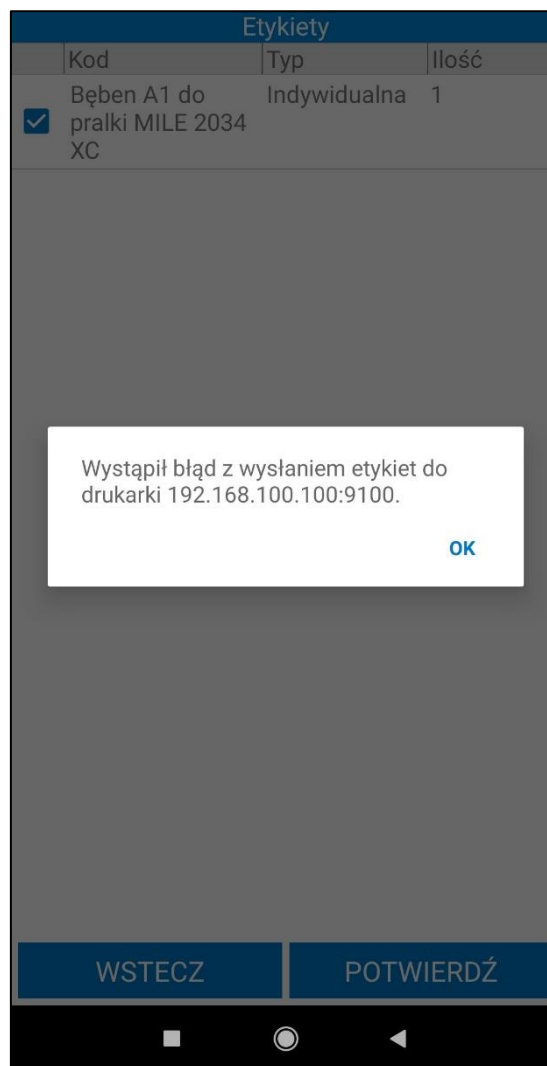 Etykiety
Kod Typ Ilość
Bęben A1 do Indywidualna 1
pralki MILE 2034
XC
Wystąpił błąd z wysłaniem etykiet do
drukarki 192.168.100.100:9100.
OK
WSTECZ POTWIERDŹ